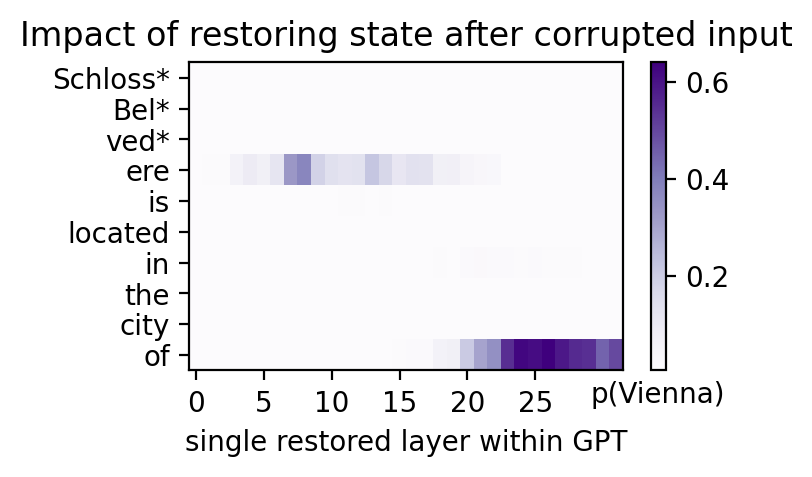 Impact of restoring state after corrupted input
Schloss*
Bel*
ved*
ere
is
located
in
the
city
of
0 5 10 15 20 25
single restored layer within GPT
0.6
0.4
0.2
p(Vienna)